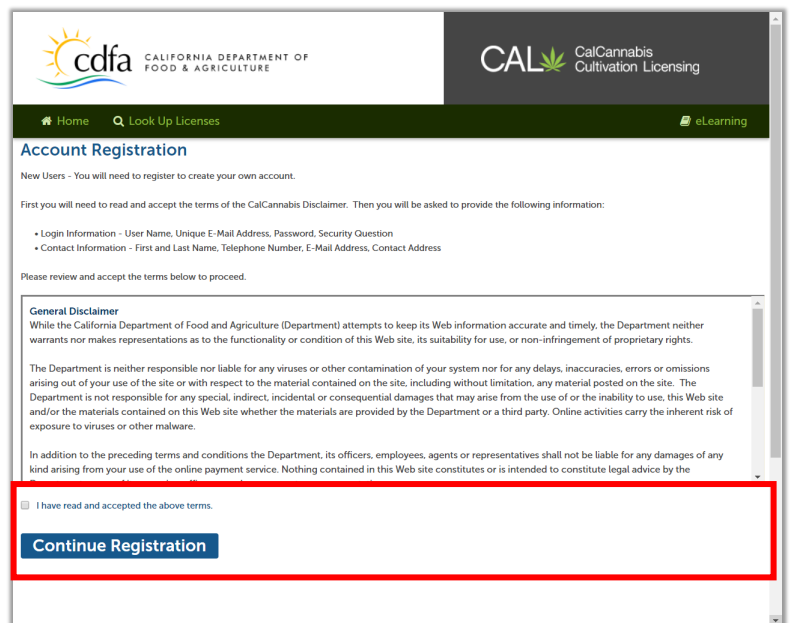 cdfa CALIFORNIA DEPARTMENT OF
FOOD & AGRICULTURE
CAL CalCannabis
Cultivation Licensing
Home Look Up Licenses eLearning
Account Registration
New Users - You will need to register to create your own account.
First you will need to read and accept the terms of the CalCannabis Disclaimer. Then you will be asked to provide the following information:
• Login Information - User Name, Unique E-Mail Address, Password, Security Question
• Contact Information - First and Last Name, Telephone Number, E-Mail Address, Contact Address
Please review and accept the terms below to proceed.
General Disclaimer
While the California Department of Food and Agriculture (Department) attempts to keep its Web information accurate and timely, the Department neither
warrants nor makes representations as to the functionality or condition of this Web site, its suitability for use, or non-infringement of proprietary rights.
The Department is neither responsible nor liable for any viruses or other contamination of your system nor for any delays, inaccuracies, errors or omissions
arising out of your use of the site or with respect to the material contained on the site, including without limitation, any material posted on the site. The
Department is not responsible for any special, indirect, incidental or consequential damages that may arise from the use of or the inability to use, this Web site
and/or the materials contained on this Web site whether the materials are provided by the Department or a third party. Online activities carry the inherent risk of
exposure to viruses or other malware.
In addition to the preceding terms and conditions the Department, its officers, employees, agents or representatives shall not be liable for any damages of any
kind arising from your use of the online payment service. Nothing contained in this Web site constitutes or is intended to constitute legal advice by the
I have read and accepted the above terms.
Continue Registration